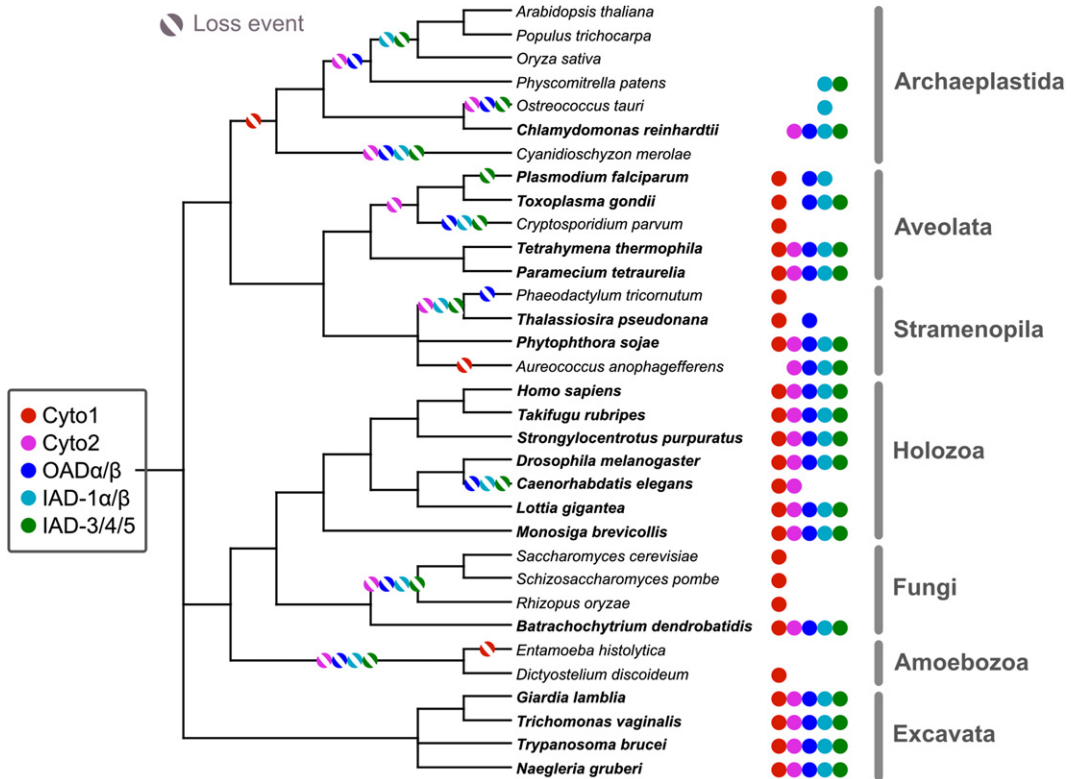 Loss event
Arabidopsis thaliana
Populus trichocarpa
Oryza sativa
Physcomitrella patens
Ostreococcus tauri
Chlamydomonas reinhardtii
Cyanidioschyzon merolae
Archaeplastida
Plasmodium falciparum
Toxoplasma gondii
Cryptosporidium parvum
Tetrahymena thermophila
Paramecium tetraurelia
Aveolata
Phaeodactylum tricornutum
Thalassiosira pseudonana
Phytophthora sojae
Aureococcus anophagefferens
Stramenopila
Cyto1
Cyto2
OADα/β
IAD-1α/β
IAD-3/4/5
Homo sapiens
Takifugu rubripes
Strongylocentrotus purpuratus
Drosophila melanogaster
Caenorhabdatis elegans
Lottia gigantea
Monosiga brevicollis
Holozoa
Saccharomyces cerevisiae
Schizosaccharomyces pombe
Rhizopus oryzae
Batrachochytrium dendrobatidis
Fungi
Entamoeba histolytica
Dictyostelium discoideum
Amoebozoa
Giardia lamblia
Trichomonas vaginalis
Trypanosoma brucei
Naegleria gruberi
Excavata